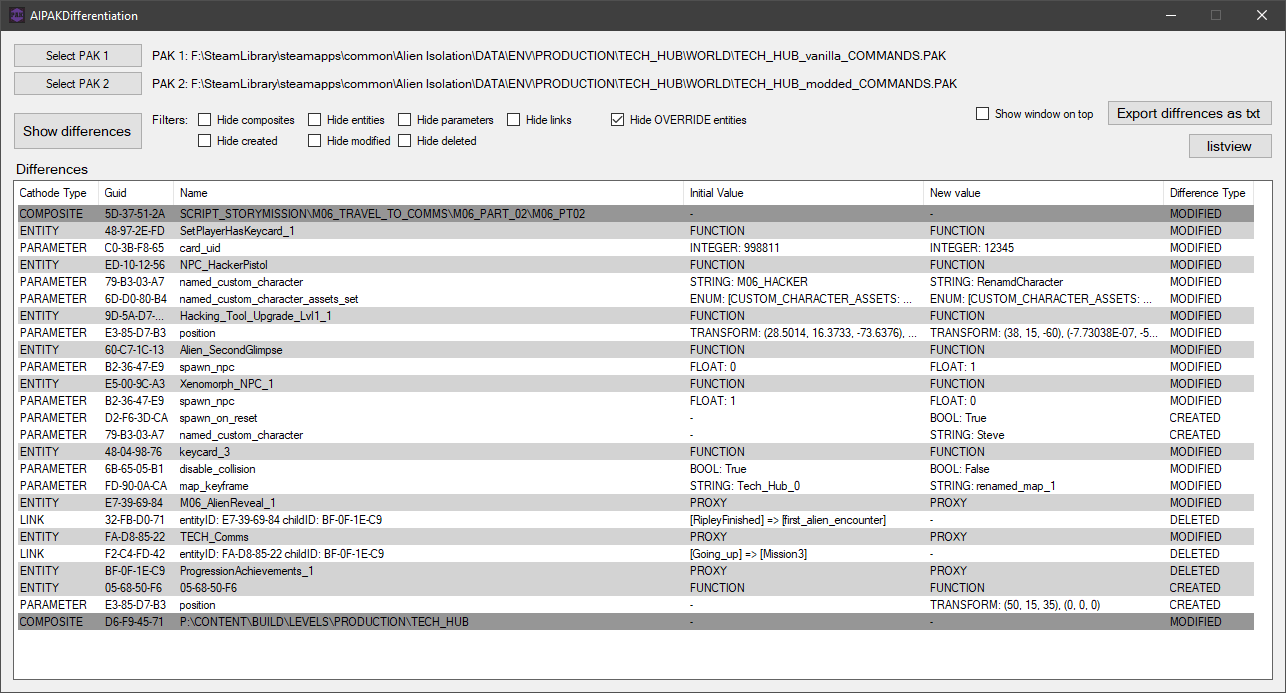 AIPAKDifferentiation
Select PAK 1 PAK 1: F:\SteamLibrary\steamapps\common\Alien Isolation\DATA\ENV\PRODUCTION\TECH_HUB\WORLD\TECH_HUB_vanilla_COMMANDS.PAK
Select PAK 2 PAK 2: F:\SteamLibrary\steamapps\common\Alien Isolation\DATA\ENV\PRODUCTION\TECH_HUB\WORLD\TECH_HUB_modded_COMMANDS.PAK
Show differences Filters: Hide composites Hide entities Hide parameters Hide links Hide OVERRIDE entities Show window on top Export diffrences as txt
Hide created Hide modified Hide deleted listview
Differences
Cathode Type Guid Name Initial Value New value Difference Type
COMPOSITE 5D-37-51-2A SCRIPT_STORYMISSION\M06_TRAVEL_TO_COMMS\M06_PART_02\M06_PT02 - - MODIFIED
ENTITY 48-97-2E-FD SetPlayerHasKeycard_1 FUNCTION FUNCTION MODIFIED
PARAMETER C0-3B-F8-65 card_uid INTEGER: 998811 INTEGER: 12345 MODIFIED
ENTITY ED-10-12-56 NPC_HackerPistol FUNCTION FUNCTION MODIFIED
PARAMETER 79-B3-03-A7 named_custom_character STRING: M06_HACKER STRING: RenamdCharacter MODIFIED
PARAMETER 6D-D0-80-B4 named_custom_character_assets_set ENUM: [CUSTOM_CHARACTER_ASSETS: ... ENUM: [CUSTOM_CHARACTER_ASSETS: ... MODIFIED
ENTITY 9D-5A-D7-... Hacking_Tool_Upgrade_Lvl1_1 FUNCTION FUNCTION MODIFIED
PARAMETER E3-85-D7-B3 position TRANSFORM: (28.5014, 16.3733, -73.6376), ... TRANSFORM: (38, 15, -60), (-7.73038E-07, -5... MODIFIED
ENTITY 60-C7-1C-13 Alien_SecondGlimpse FUNCTION FUNCTION MODIFIED
PARAMETER B2-36-47-E9 spawn_npc FLOAT: 0 FLOAT: 1 MODIFIED
ENTITY E5-00-9C-A3 Xenomorph_NPC_1 FUNCTION FUNCTION MODIFIED
PARAMETER B2-36-47-E9 spawn_npc FLOAT: 1 FLOAT: 0 MODIFIED
PARAMETER D2-F6-3D-CA spawn_on_reset - BOOL: True CREATED
PARAMETER 79-B3-03-A7 named_custom_character - STRING: Steve CREATED
ENTITY 48-04-98-76 keycard_3 FUNCTION FUNCTION MODIFIED
PARAMETER 6B-65-05-B1 disable_collision BOOL: True BOOL: False MODIFIED
PARAMETER FD-90-0A-CA map_keyframe STRING: Tech_Hub_0 STRING: renamed_map_1 MODIFIED
ENTITY E7-39-69-84 M06_AlienReveal_1 PROXY PROXY MODIFIED
LINK 32-FB-D0-71 entityID: E7-39-69-84 childID: BF-0F-1E-C9 [RipleyFinished] => [first_alien_encounter] - DELETED
ENTITY FA-D8-85-22 TECH_Comms PROXY PROXY MODIFIED
LINK F2-C4-FD-42 entityID: FA-D8-85-22 childID: BF-0F-1E-C9 [Going_up] => [Mission3] - DELETED
ENTITY BF-0F-1E-C9 ProgressionAchievements_1 PROXY PROXY DELETED
ENTITY 05-68-50-F6 05-68-50-F6 FUNCTION FUNCTION CREATED
PARAMETER E3-85-D7-B3 position - TRANSFORM: (50, 15, 35), (0, 0, 0) CREATED
COMPOSITE D6-F9-45-71 P:\CONTENT\BUILD\LEVELS\PRODUCTION\TECH_HUB - - MODIFIED